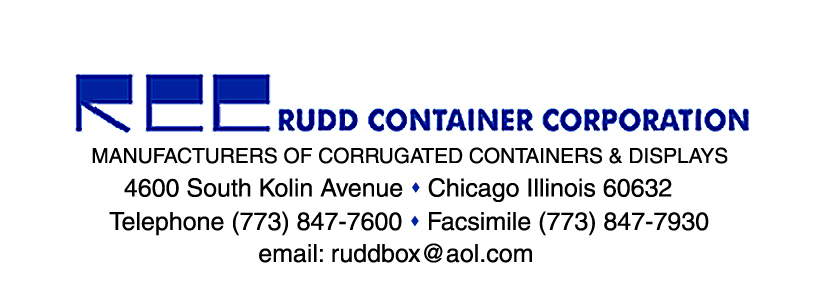 RCC RUDD CONTAINER CORPORATION
MANUFACTURERS OF CORRUGATED CONTAINERS & DISPLAYS
4600 South Kolin Avenue ♦ Chicago Illinois 60632
Telephone (773) 847-7600 ♦ Facsimile (773) 847-7930
email: ruddbox@aol.com